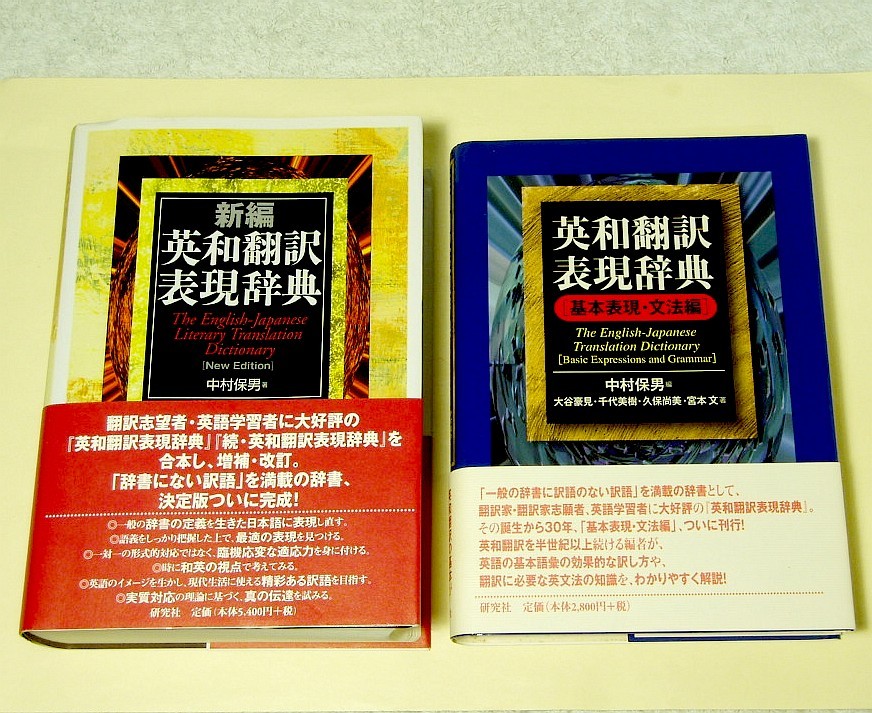 新編
英和翻訳
表現辞典
The English-Japanese
Literary Translation
Dictionary
[New Edition]
中村保男 著
翻訳志望者・英語学習者に大好評の
『英和翻訳表現辞典』『続・英和翻訳表現辞典』を
合本し、増補・改訂。
「辞書にない訳語」を満載の辞書、
決定版ついに完成!
◎一般の辞書の定義を生きた日本語に表現し直す。
◎語義をしっかり把握した上で、最適の表現を見つける。
◎一対一の形式的対応ではなく、臨機応変な適応力を身に付ける。
◎時に和英の視点で考えてみる。
◎英語のイメージを生かし、現代生活に使える精彩ある訳語を目指す。
◎実質対応の理論に基づく、真の伝達を試みる。
研究社 定価(本体5,400円+税)
英和翻訳
表現辞典
[基本表現・文法編]
The English-Japanese
Translation Dictionary
[Basic Expressions and Grammar]
中村保男 編
大谷豪見・千代美樹・久保尚美・宮本 文 著
「一般の辞書に訳語のない訳語」を満載の辞書として、
翻訳家・翻訳家志願者、英語学習者に大好評の『英和翻訳表現辞典』。
その誕生から30年、「基本表現・文法編」、ついに刊行!
英和翻訳を半世紀以上続ける編者が、
英語の基本語彙の効果的な訳し方や、
翻訳に必要な英文法の知識を、わかりやすく解説!
研究社 定価(本体2,800円+税)